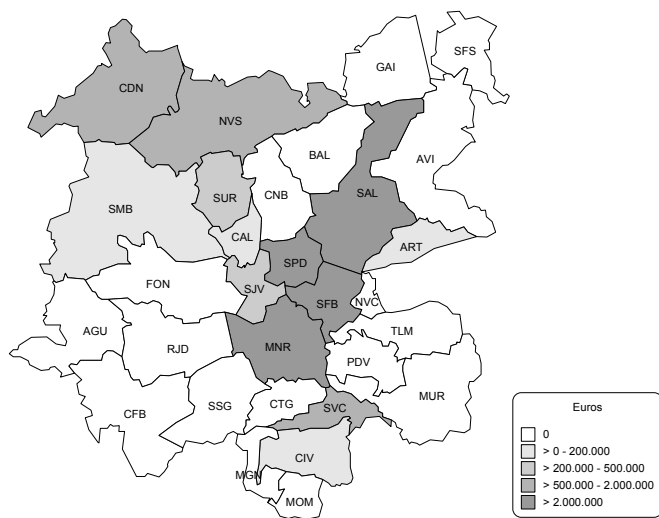 SFS
GAI
CDN
NVS
BAL
AVI
SUR
CNB
SAL
SMB
CAL
ART
SPD
FON
SJV
SFB
NVC
AGU
RJD
MNR
TLM
PDV
MUR
CFB
SSG
CTG
SVC
CIV
MGN
MOM
Euros
0
> 0 - 200.000
> 200.000 - 500.000
> 500.000 - 2.000.000
> 2.000.000